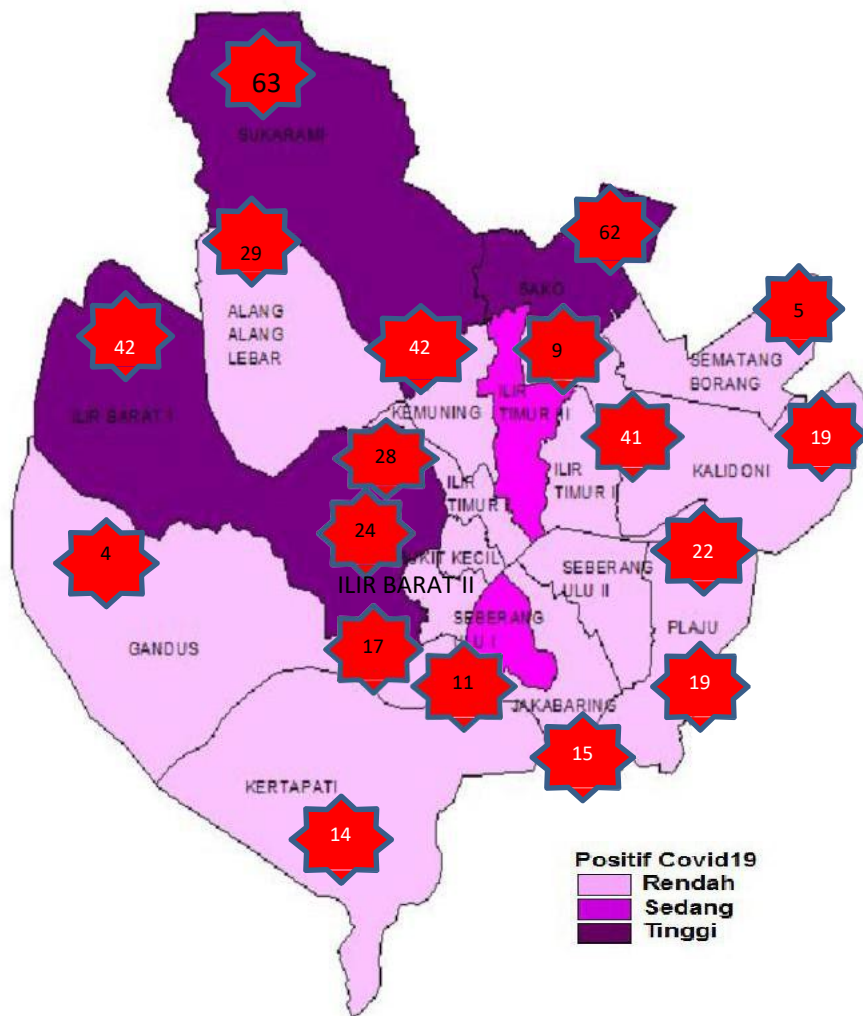 63
SUKARAMI
62
29
SAKO
5
ALANG
ALANG
LEBAR
42
42
9
SEMATANG
BORANG
ILIR
TIMUR III
KEMUNING
ILIR BARAT I
41
19
KALIDONI
28
ILIR
TIMUR I
ILIR
TIMUR I
24
4
22
KIT KECIL
SEBERANG
ULU II
ILIR BARAT II
SEBERANG
ULU I
PLAJU
GANDUS
17
11
19
JAKABARING
15
KERTAPATI
14
Positif Covid19
Rendah
Sedang
Tinggi